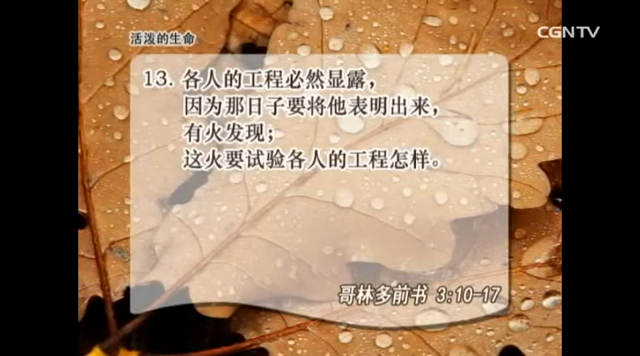 CGNTV
活泼的生命
13. 各人的工程必然显露，
因为那日子要将他表明出来，
有火发现；
这火要试验各人的工程怎样。
哥林多前书 3:10-17